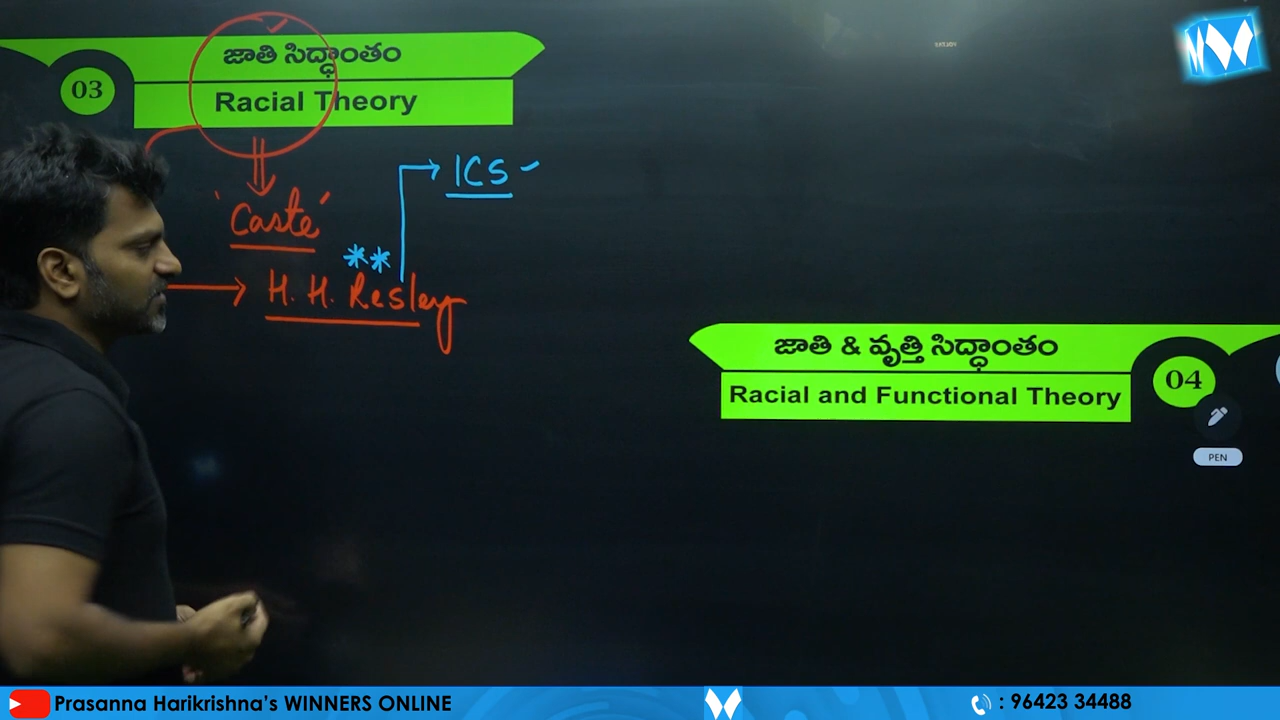 జాతి సిద్ధాంతం
03
Racial Theory
ICS
'Caste'
**
H. H. Resley
జాతి & వృత్తి సిద్ధాంతం
04
Racial and Functional Theory
PEN
W
Prasanna Harikrishna's WINNERS ONLINE
: 96423 34488